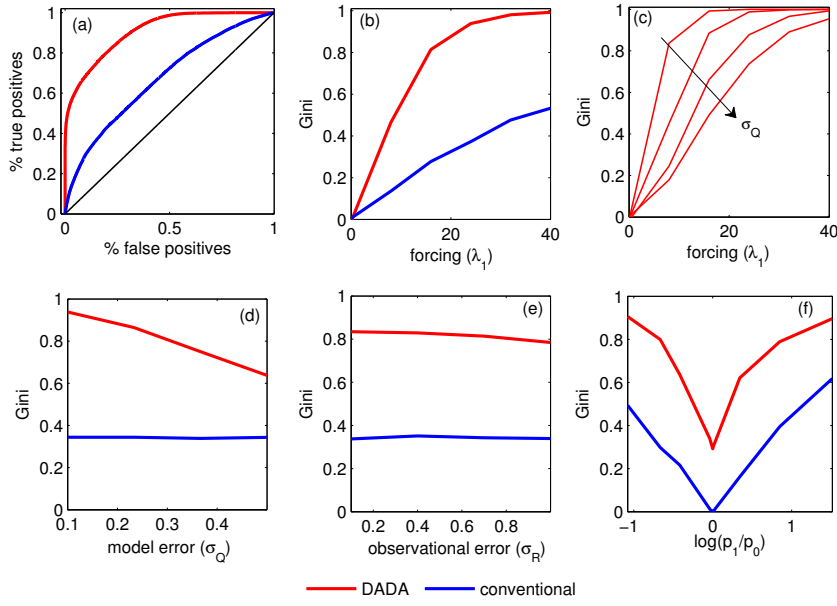 (a)
% true positives
1
0.8
0.6
0.4
0.2
0
0 0.5 1
% false positives
(b)
Gini
1
0.8
0.6
0.4
0.2
0
0 20 40
forcing (λ1)
(c)
Gini
1
0.8
0.6
0.4
0.2
0
σQ
0 20 40
forcing (λ1)
(d)
Gini
1
0.8
0.6
0.4
0.2
0
0.1 0.2 0.3 0.4
model error (σQ)
(e)
Gini
1
0.8
0.6
0.4
0.2
0
0.2 0.4 0.6 0.8
observational error (σR)
(f)
Gini
1
0.8
0.6
0.4
0.2
0
-1 0 1
log(p1/p0)
DADA conventional